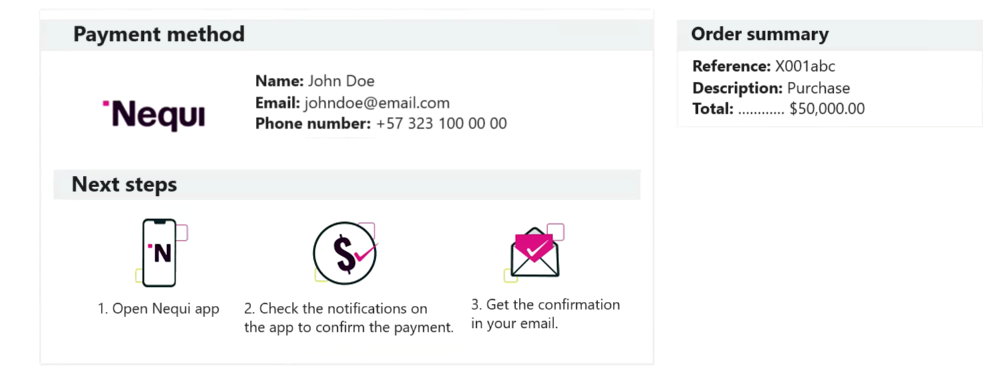 Payment method
Nequi
Name: John Doe
Email: johndoe@email.com
Phone number: +57 323 100 00 00
Order summary
Reference: X001abc
Description: Purchase
Total: ............ $50,000.00
Next steps
N
$
1. Open Nequi app
2. Check the notifications on
the app to confirm the payment.
3. Get the confirmation
in your email.